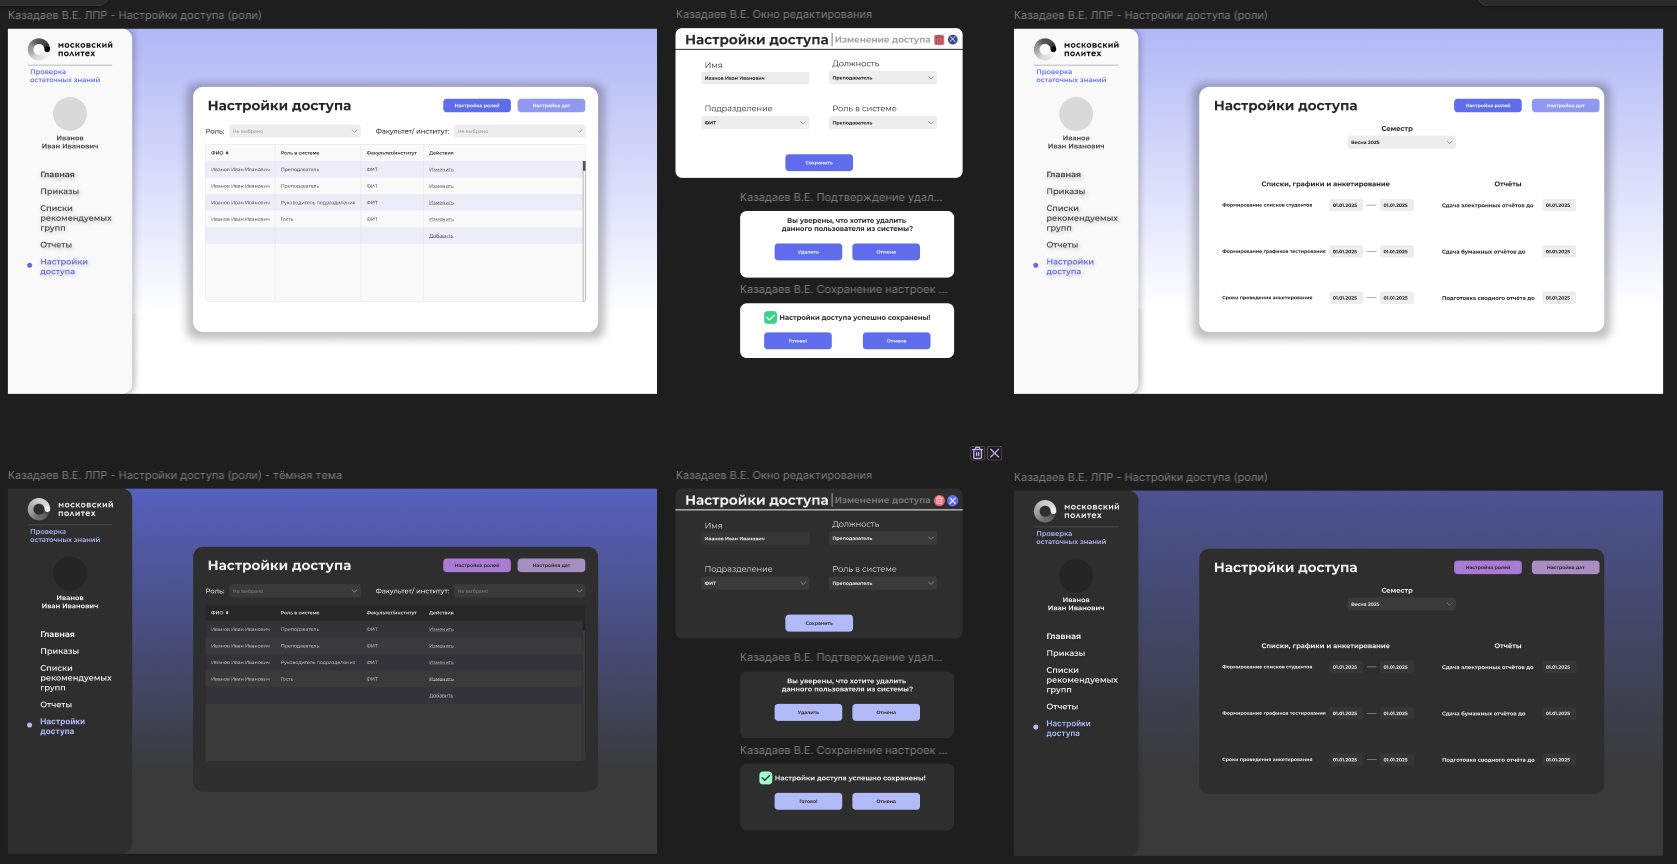 Казадаев В.Е. ЛПР - Настройки доступа (роли)
московский
политех
Проверка
остаточных знаний
Иванов
Иван Иванович
Главная
Приказы
Списки
рекомендуемых
групп
Отчеты
Настройки
доступа
Настройки доступа
Настройка ролей
Настройка дат
Роль:
Не выбрано
Факультет/ институт:
Не выбрано
ФИО
Роль в системе
Факультет/институт
Действия
Иванов Иван Иванович Преподаватель ФИТ Изменить
Иванов Иван Иванович Преподаватель ФИТ Изменить
Иванов Иван Иванович Руководитель подразделения ФИТ Изменить
Иванов Иван Иванович Гость ФИТ Изменить
Добавить
Казадаев В.Е. Окно редактирования
Настройки доступа | Изменение доступа
Имя
Иванов Иван Иванович
Должность
Преподаватель
Подразделение
ФИТ
Роль в системе
Преподаватель
Сохранить
Казадаев В.Е. Подтверждение удал...
Вы уверены, что хотите удалить
данного пользователя из системы?
Удалить
Отмена
Казадаев В.Е. Сохранение настроек ...
Настройки доступа успешно сохранены!
Готово!
Отмена
Казадаев В.Е. ЛПР - Настройки доступа (роли)
московский
политех
Проверка
остаточных знаний
Иванов
Иван Иванович
Главная
Приказы
Списки
рекомендуемых
групп
Отчеты
Настройки
доступа
Настройки доступа
Настройка ролей
Настройка дат
Семестр
Весна 2025
Списки, графики и анкетирование
Отчёты
Формирование списков студентов 01.01.2025 — 01.01.2025
Сдача электронных отчётов до 01.01.2025
Формирование графиков тестирования 01.01.2025 — 01.01.2025
Сдача бумажных отчётов до 01.01.2025
Сроки проведения анкетирования 01.01.2025 — 01.01.2025
Подготовка сводного отчёта до 01.01.2025
Казадаев В.Е. ЛПР - Настройки доступа (роли) - тёмная тема
московский
политех
Проверка
остаточных знаний
Иванов
Иван Иванович
Главная
Приказы
Списки
рекомендуемых
групп
Отчеты
Настройки
доступа
Настройки доступа
Настройка ролей
Настройка дат
Роль:
Не выбрано
Факультет/ институт:
Не выбрано
ФИО
Роль в системе
Факультет/институт
Действия
Иванов Иван Иванович Преподаватель ФИТ Изменить
Иванов Иван Иванович Преподаватель ФИТ Изменить
Иванов Иван Иванович Руководитель подразделения ФИТ Изменить
Иванов Иван Иванович Гость ФИТ Изменить
Добавить
Казадаев В.Е. Окно редактирования
Настройки доступа | Изменение доступа
Имя
Иванов Иван Иванович
Должность
Преподаватель
Подразделение
ФИТ
Роль в системе
Преподаватель
Сохранить
Казадаев В.Е. Подтверждение удал...
Вы уверены, что хотите удалить
данного пользователя из системы?
Удалить
Отмена
Казадаев В.Е. Сохранение настроек ...
Настройки доступа успешно сохранены!
Готово!
Отмена
Казадаев В.Е. ЛПР - Настройки доступа (роли)
московский
политех
Проверка
остаточных знаний
Иванов
Иван Иванович
Главная
Приказы
Списки
рекомендуемых
групп
Отчеты
Настройки
доступа
Настройки доступа
Настройка ролей
Настройка дат
Семестр
Весна 2025
Списки, графики и анкетирование
Отчёты
Формирование списков студентов 01.01.2025 — 01.01.2025
Сдача электронных отчётов до 01.01.2025
Формирование графиков тестирования 01.01.2025 — 01.01.2025
Сдача бумажных отчётов до 01.01.2025
Сроки проведения анкетирования 01.01.2025 — 01.01.2025
Подготовка сводного отчёта до 01.01.2025